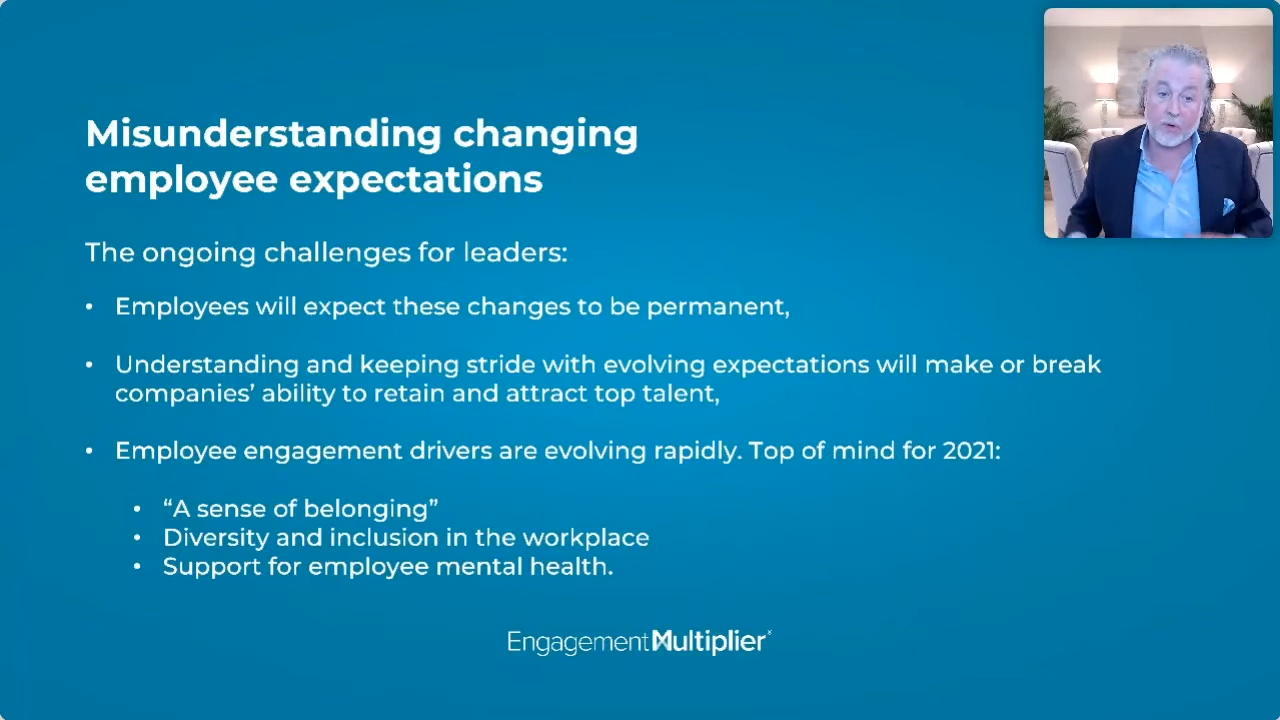 Misunderstanding changing
employee expectations
The ongoing challenges for leaders:
• Employees will expect these changes to be permanent,
• Understanding and keeping stride with evolving expectations will make or break
companies’ ability to retain and attract top talent,
• Employee engagement drivers are evolving rapidly. Top of mind for 2021:
• “A sense of belonging”
• Diversity and inclusion in the workplace
• Support for employee mental health.
EngagementMultiplier